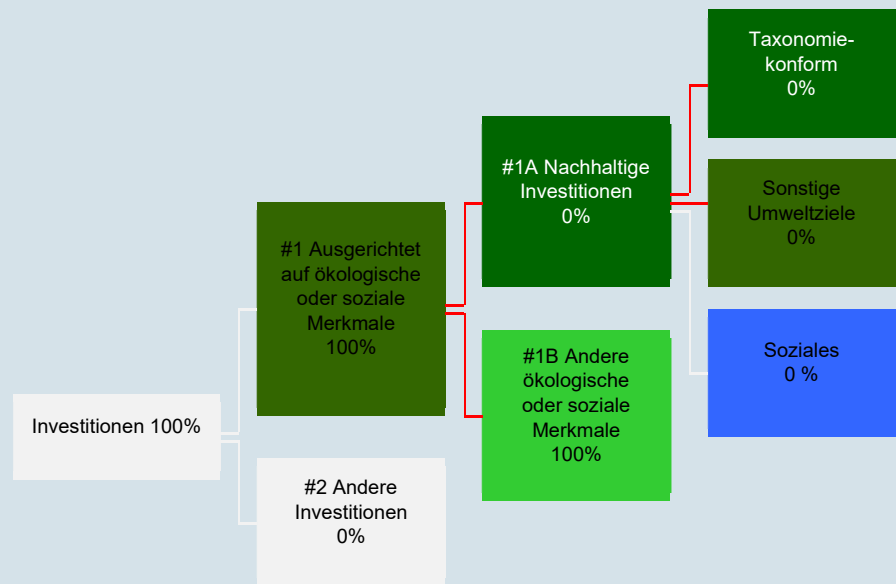 Investitionen 100%
#1 Ausgerichtet
auf ökologische
oder soziale
Merkmale
100%
#2 Andere
Investitionen
0%
#1A Nachhaltige
Investitionen
0%
#1B Andere
ökologische
oder soziale
Merkmale
100%
Taxonomie-
konform
0%
Sonstige
Umweltziele
0%
Soziales
0 %